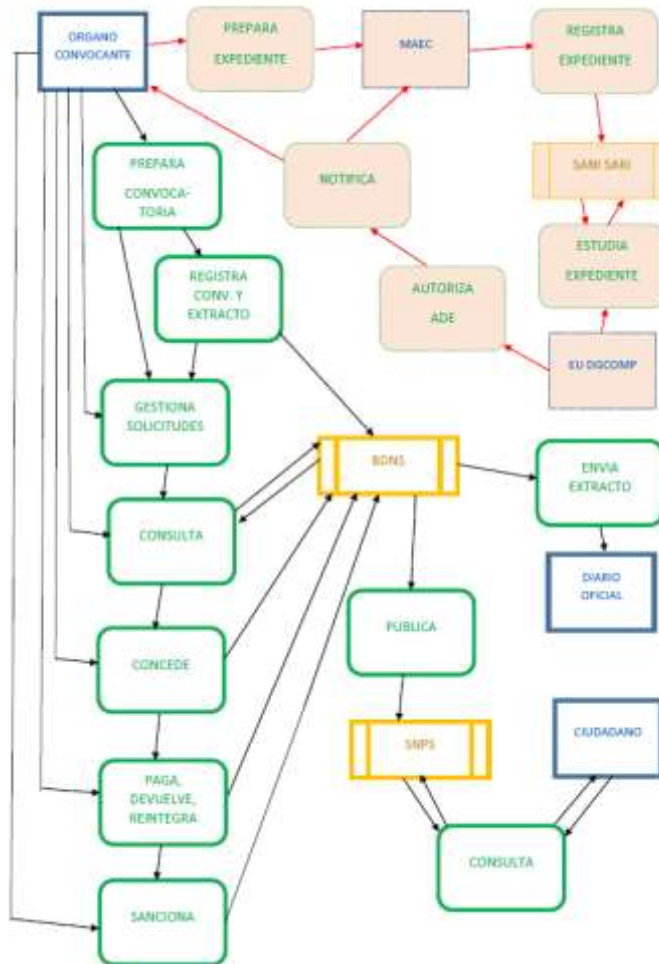 ORGANO
CONVOCANTE
PREPARA
EXPEDIENTE
MAEC
REGISTRA
EXPEDIENTE
PREPARA
CONVOCA-
TORIA
NOTIFICA
SANI SARI
REGISTRA
CONV. Y
EXTRACTO
AUTORIZA
ADE
ESTUDIA
EXPEDIENTE
EU DGCOMP
GESTIONA
SOLICITUDES
BDNS
ENVIA
EXTRACTO
CONSULTA
DIARIO
OFICIAL
PUBLICA
CONCEDE
SNPS
CIUDADANO
PAGA,
DEVUELVE,
REINTEGRA
CONSULTA
SANCIONA